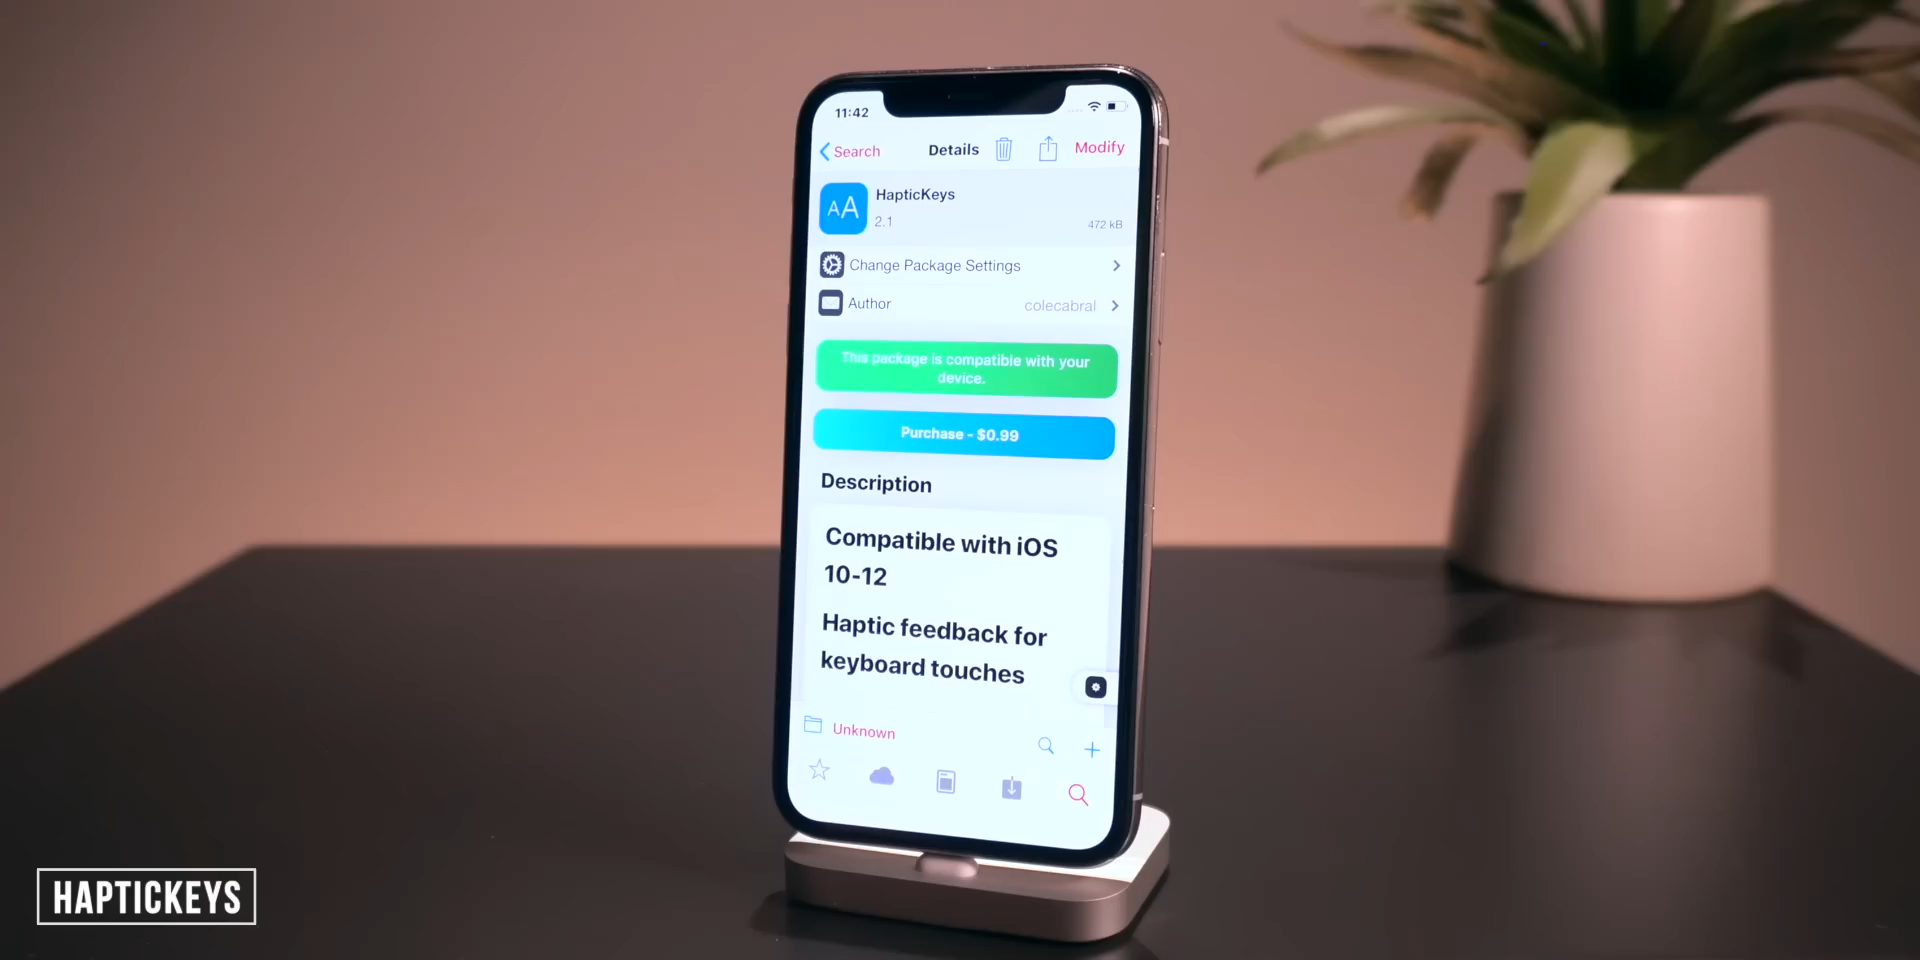 11:42
Search
Details
Modify
AA
HapticKeys
2.1
472 kB
Change Package Settings
Author
colecabral
This package is compatible with your
device.
Purchase - $0.99
Description
Compatible with iOS
10-12
Haptic feedback for
keyboard touches
Unknown
HAPTICKEYS